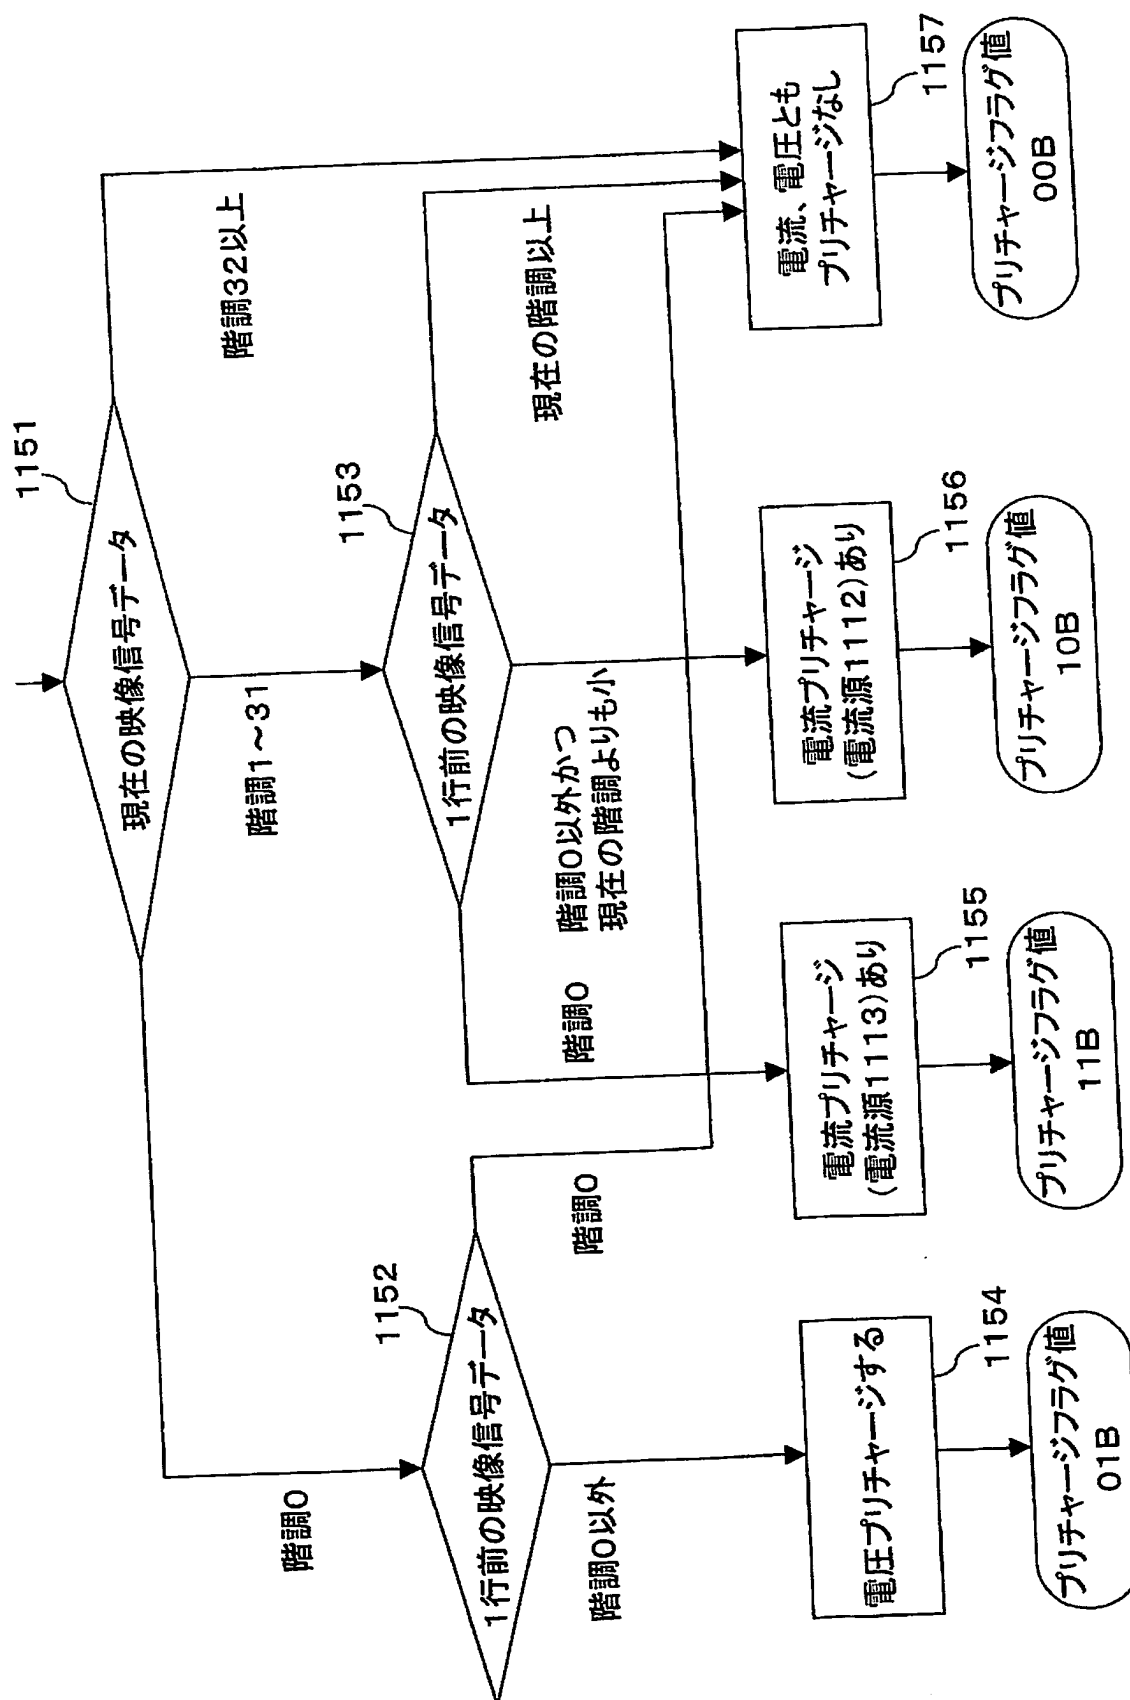 1151
現在の映像信号データ
階調32以上
階調1～31
階調0
1153
1行前の映像信号データ
現在の階調以上
階調0以外かつ
現在の階調よりも小
階調0
1152
1行前の映像信号データ
階調0
階調0以外
電圧プリチャージする
1154
プリチャージフラグ値
01B
電流プリチャージ
(電流源1113)あり
1155
プリチャージフラグ値
11B
電流プリチャージ
(電流源1112)あり
1156
プリチャージフラグ値
10B
電流、電圧とも
プリチャージなし
1157
プリチャージフラグ値
00B